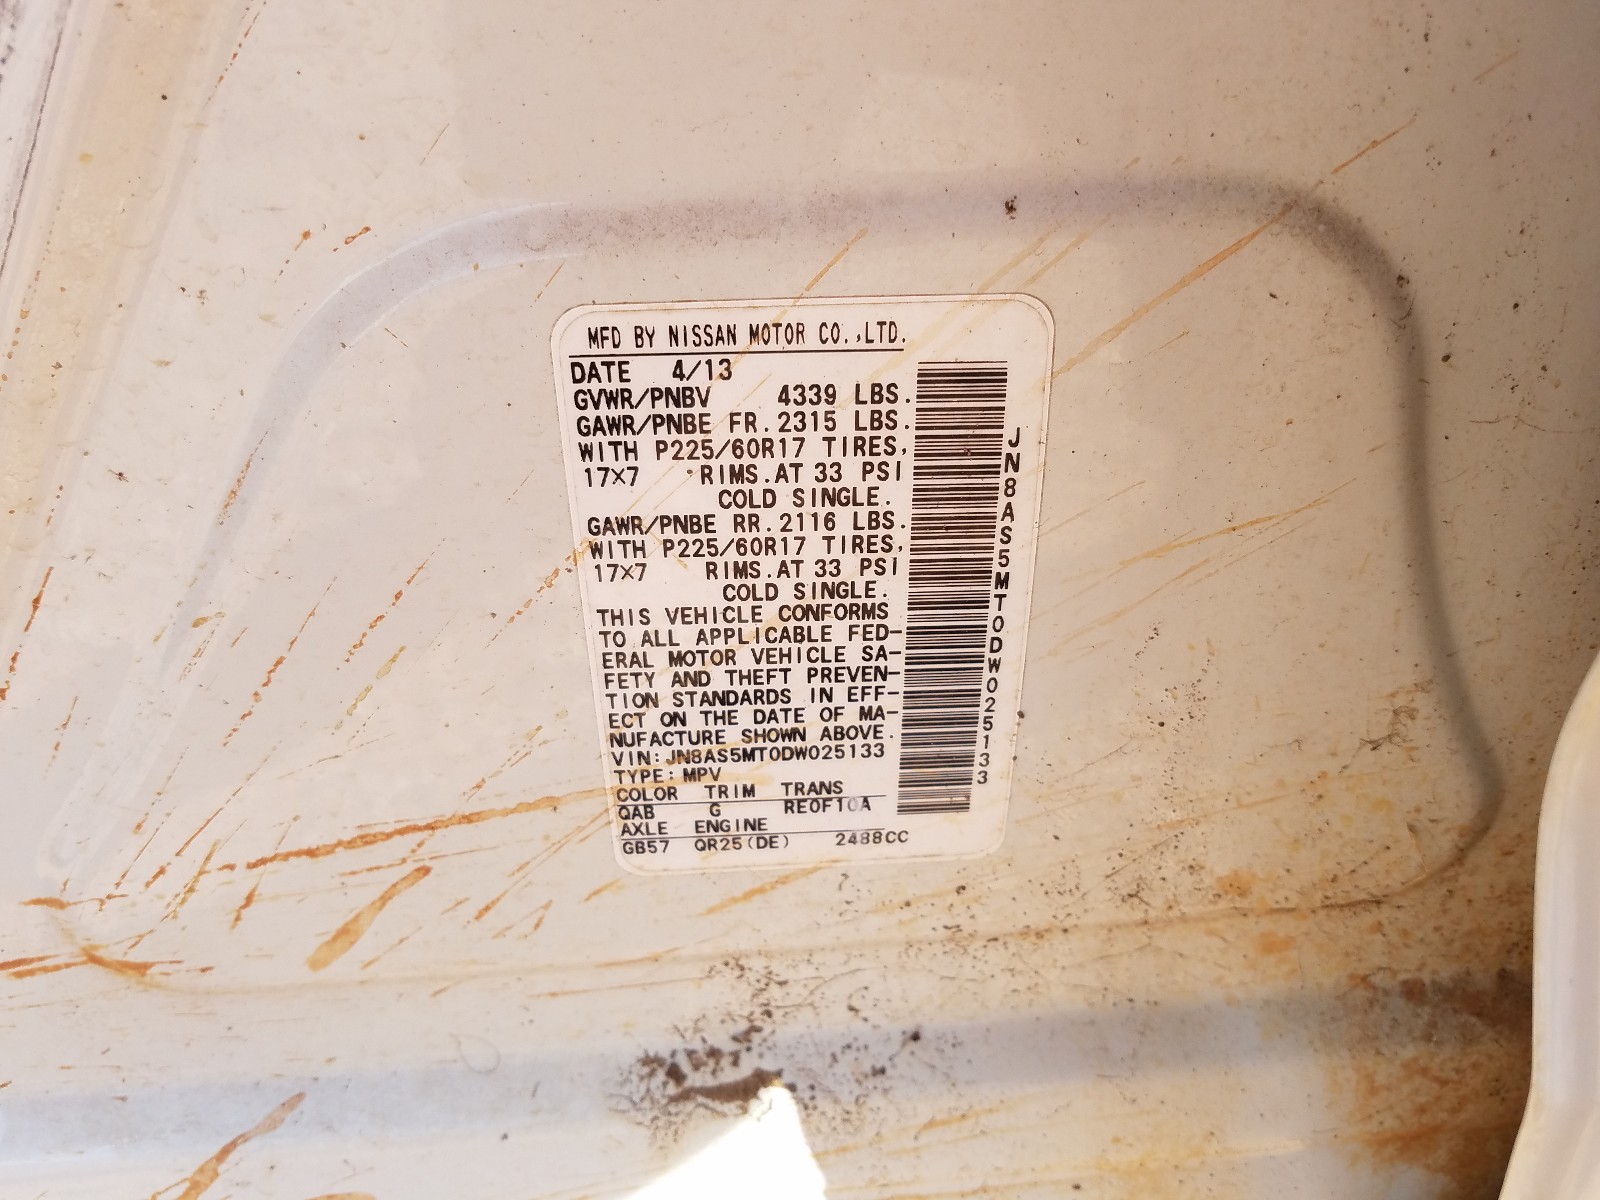 MFD BY NISSAN MOTOR CO.,LTD.
DATE 4/13
GVWR/PNBV 4339 LBS.
GAWR/PNBE FR. 2315 LBS.
WITH P225/60R17 TIRES,
17×7 RIMS.AT 33 PSI
COLD SINGLE.
GAWR/PNBE RR. 2116 LBS.
WITH P225/60R17 TIRES,
17×7 RIMS.AT 33 PSI
COLD SINGLE.
THIS VEHICLE CONFORMS
TO ALL APPLICABLE FED-
ERAL MOTOR VEHICLE SA-
FETY AND THEFT PREVEN-
TION STANDARDS IN EFF-
ECT ON THE DATE OF MA-
NUFACTURE SHOWN ABOVE.
VIN:JN8AS5MT0DW025133
TYPE:MPV
COLOR TRIM TRANS
QAB G RE0F10A
AXLE ENGINE
GB57 QR25(DE) 2488CC
JN8AS5MT0DW025133